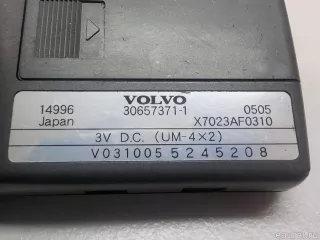 VOLVO
14996 30657371-1 0505
Japan X7023AF0310
3V D.C. (UM-4×2)
V031005 5245208